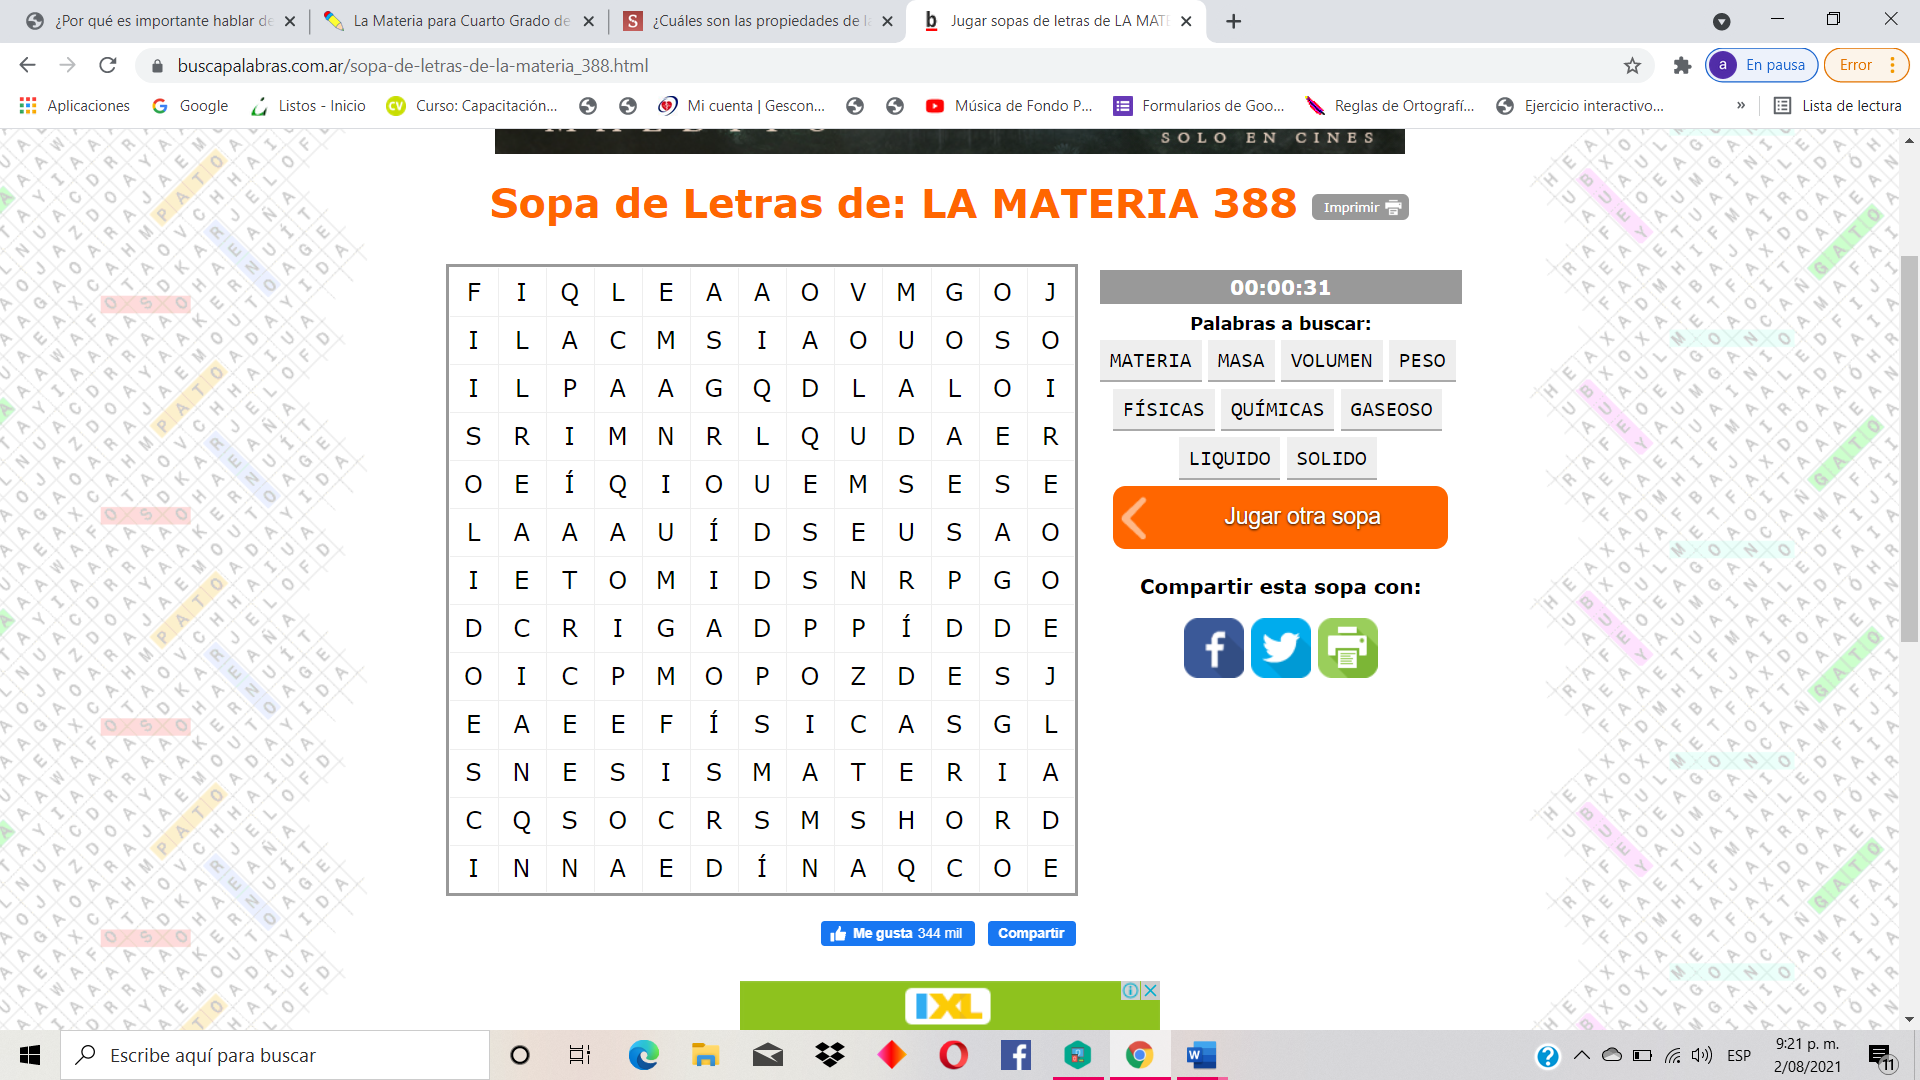 ¿Por qué es importante hablar de
La Materia para Cuarto Grado de
¿Cuáles son las propiedades de la
Jugar sopas de letras de LA MATE
buscapalabras.com.ar/sopa-de-letras-de-la-materia_388.html
a En pausa
Error
Aplicaciones
Google
Listos - Inicio
Curso: Capacitación...
Mi cuenta | Gescon...
Música de Fondo P...
Formularios de Goo...
Reglas de Ortografí...
Ejercicio interactivo...
»
Lista de lectura
SOLO EN CINES
Sopa de Letras de: LA MATERIA 388
Imprimir
F I Q L E A A O V M G O J
I L A C M S I A O U O S O
I L P A A G Q D L A L O I
S R I M N R L Q U D A E R
O E Í Q I O U E M S E S E
L A A A U Í D S E U S A O
I E T O M I D S N R P G O
D C R I G A D P P Í D D E
O I C P M O P O Z D E S J
E A E E F Í S I C A S G L
S N E S I S M A T E R I A
C Q S O C R S M S H O R D
I N N A E D Í N A Q C O E
00:00:31
Palabras a buscar:
MATERIA MASA VOLUMEN PESO
FÍSICAS QUÍMICAS GASEOSO
LIQUIDO SOLIDO
Jugar otra sopa
Compartir esta sopa con:
Me gusta 344 mil
Compartir
IXL
Escribe aquí para buscar
ESP
9:21 p. m.
2/08/2021
11